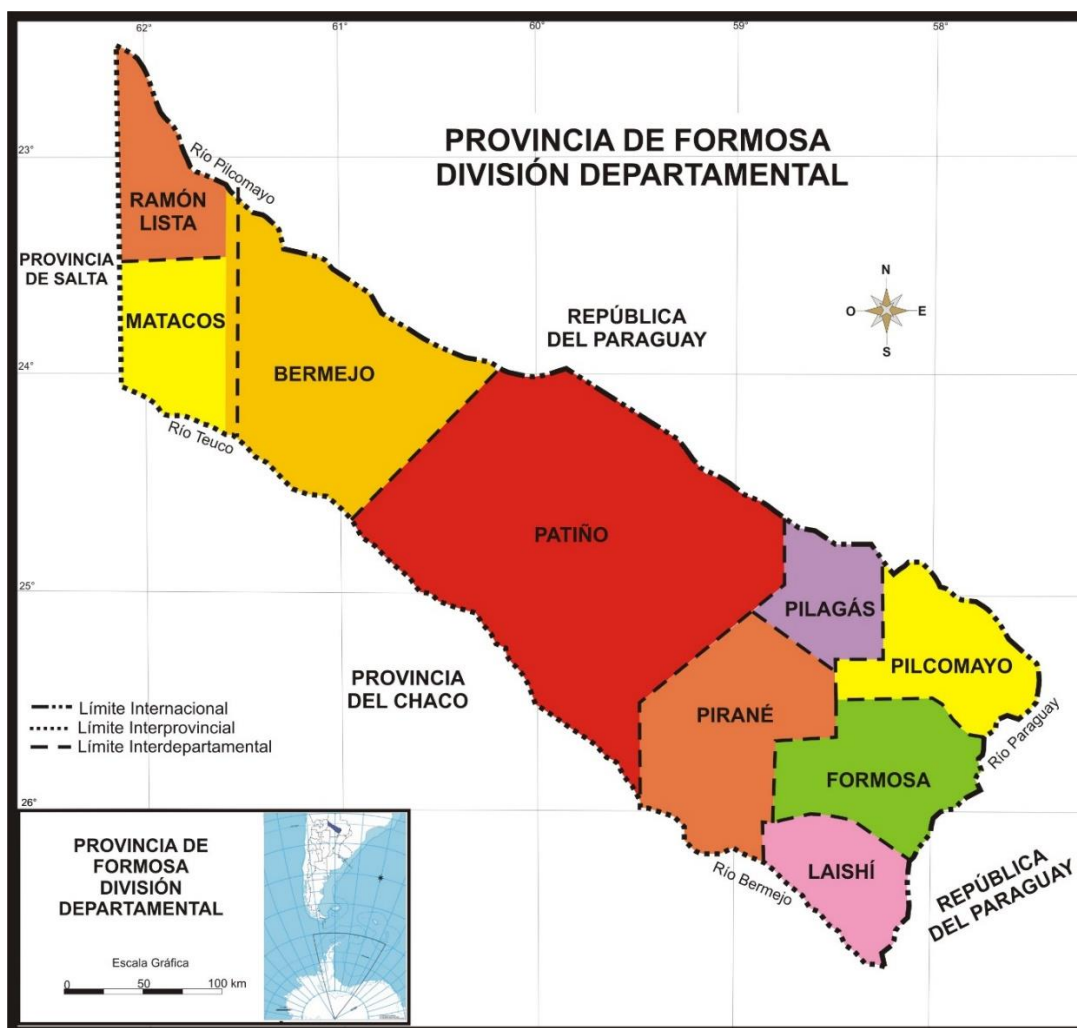 62°
61°
60°
59°
58°
PROVINCIA DE FORMOSA
DIVISIÓN DEPARTAMENTAL
23°
Río Pilcomayo
RAMÓN
LISTA
PROVINCIA
DE SALTA
MATACOS
BERMEJO
REPÚBLICA
DEL PARAGUAY
N
O
E
S
24°
Río Teuco
PATIÑO
25°
PILAGÁS
PILCOMAYO
PROVINCIA
DEL CHACO
PIRANÉ
Límite Internacional
Límite Interprovincial
Límite Interdepartamental
Río Paraguay
FORMOSA
26°
LAISHÍ
Río Bermejo
REPÚBLICA
DEL PARAGUAY
PROVINCIA DE
FORMOSA
DIVISIÓN
DEPARTAMENTAL
Escala Gráfica
0 50 100 km